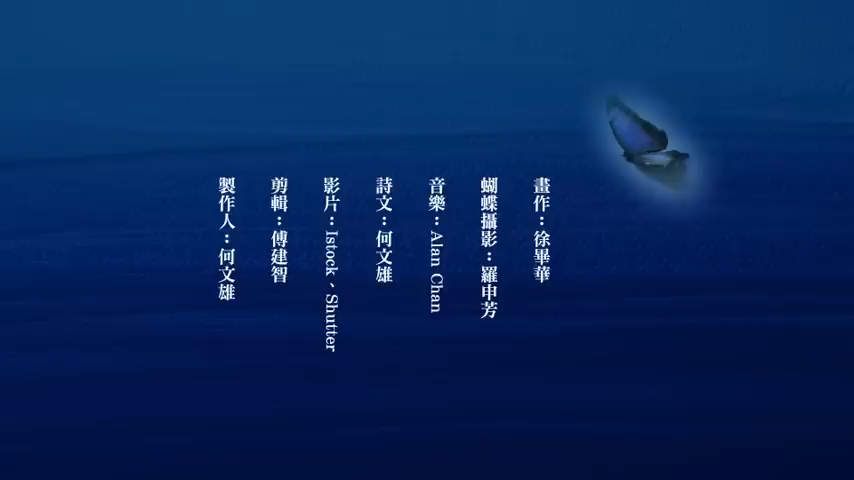 畫作：徐畢華
蝴蝶攝影：羅申芳
音樂：Alan Chan
詩文：何文雄
影片：Istock、Shutter
剪輯：傅建智
製作人：何文雄